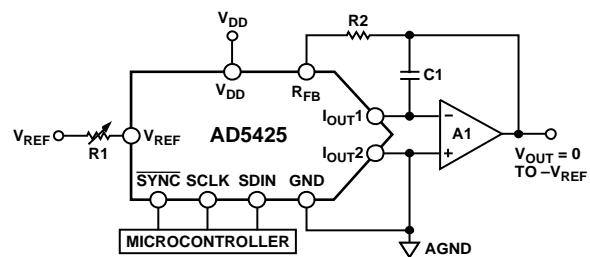 VDD
R2
C1
VDD
RFB
IOUT1
VREF
R1
VREF
AD5425
A1
IOUT2
VOUT = 0
TO –VREF
SYNC SCLK SDIN GND
MICROCONTROLLER
AGND